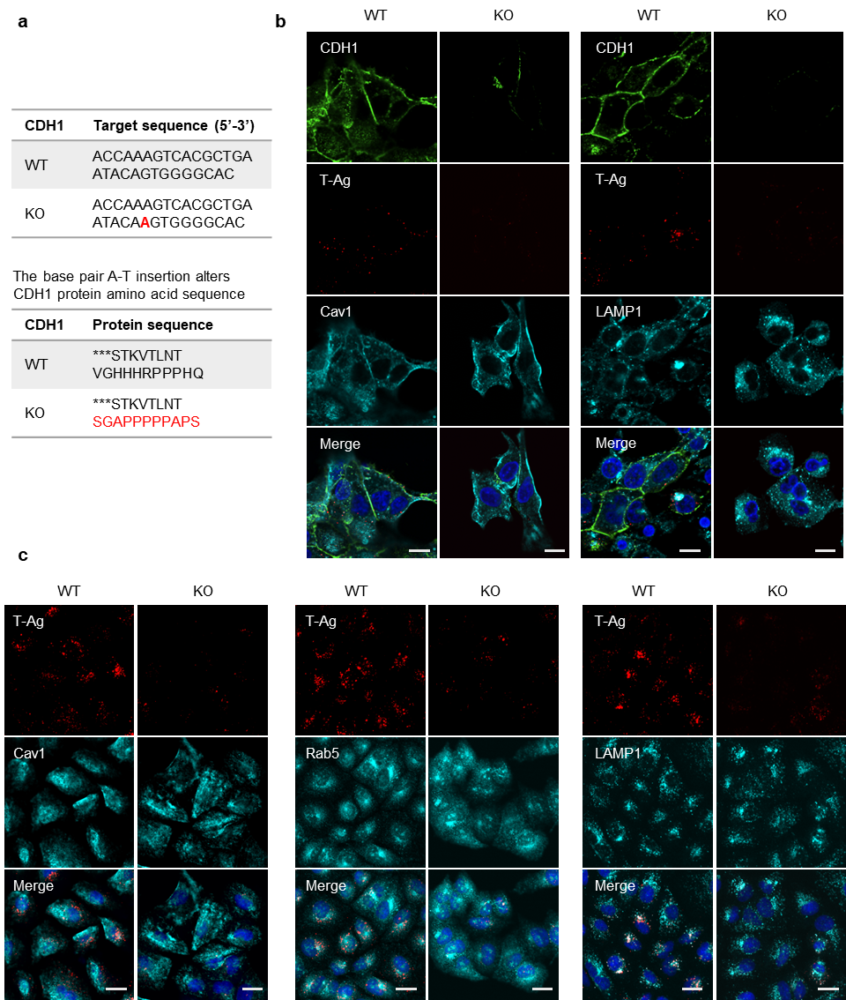 a
CDH1 Target sequence (5’-3’)
WT ACCAAAGTCACGCTGA
ATACAGTGGGGCAC
KO ACCAAAGTCACGCTGA
ATACAAGTGGGGCAC
The base pair A-T insertion alters
CDH1 protein amino acid sequence
CDH1 Protein sequence
WT ***STKVTLNT
VGHHHRPPPHQ
KO ***STKVTLNT
SGAPPPPPAPS
b
WT KO WT KO
CDH1 CDH1
T-Ag T-Ag
Cav1 LAMP1
Merge Merge
c
WT KO WT KO WT KO
T-Ag T-Ag T-Ag
Cav1 Rab5 LAMP1
Merge Merge Merge